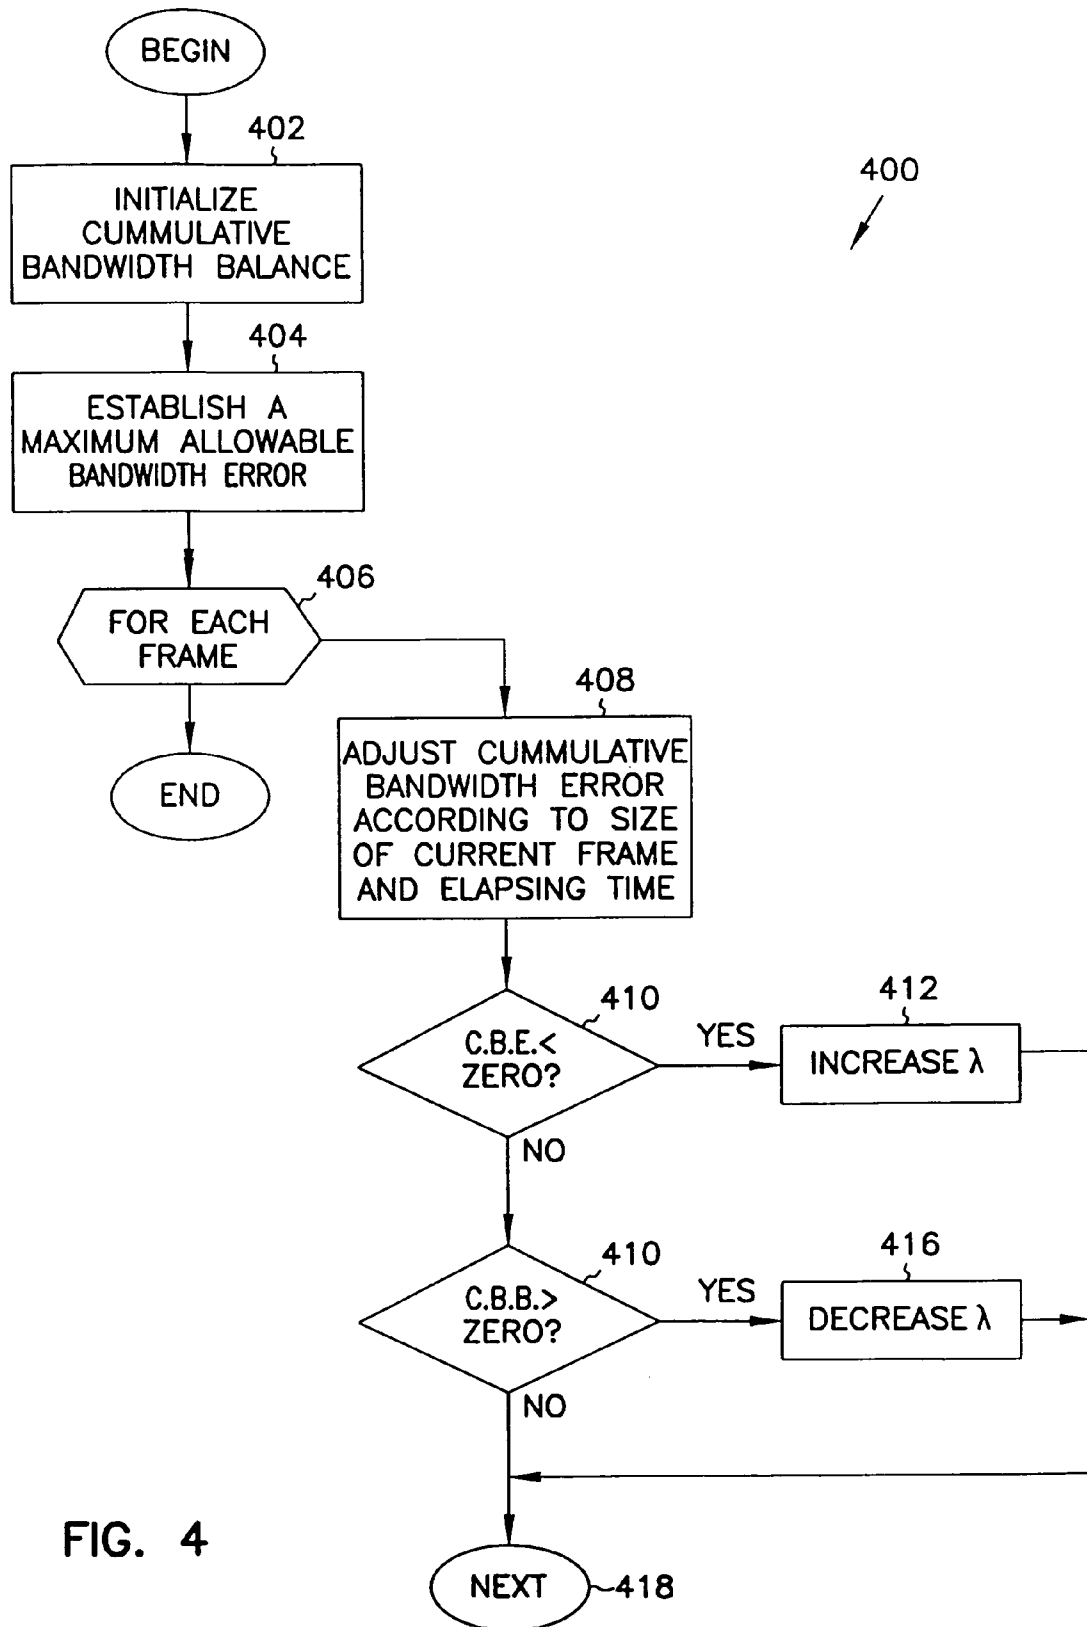 BEGIN
402
INITIALIZE
CUMMULATIVE
BANDWIDTH BALANCE
400
404
ESTABLISH A
MAXIMUM ALLOWABLE
BANDWIDTH ERROR
406
FOR EACH
FRAME
408
ADJUST CUMMULATIVE
BANDWIDTH ERROR
ACCORDING TO SIZE
OF CURRENT FRAME
AND ELAPSING TIME
END
410
C.B.E.<
ZERO?
YES
412
INCREASE λ
NO
410
C.B.B.>
ZERO?
YES
416
DECREASE λ
NO
FIG. 4
NEXT
418